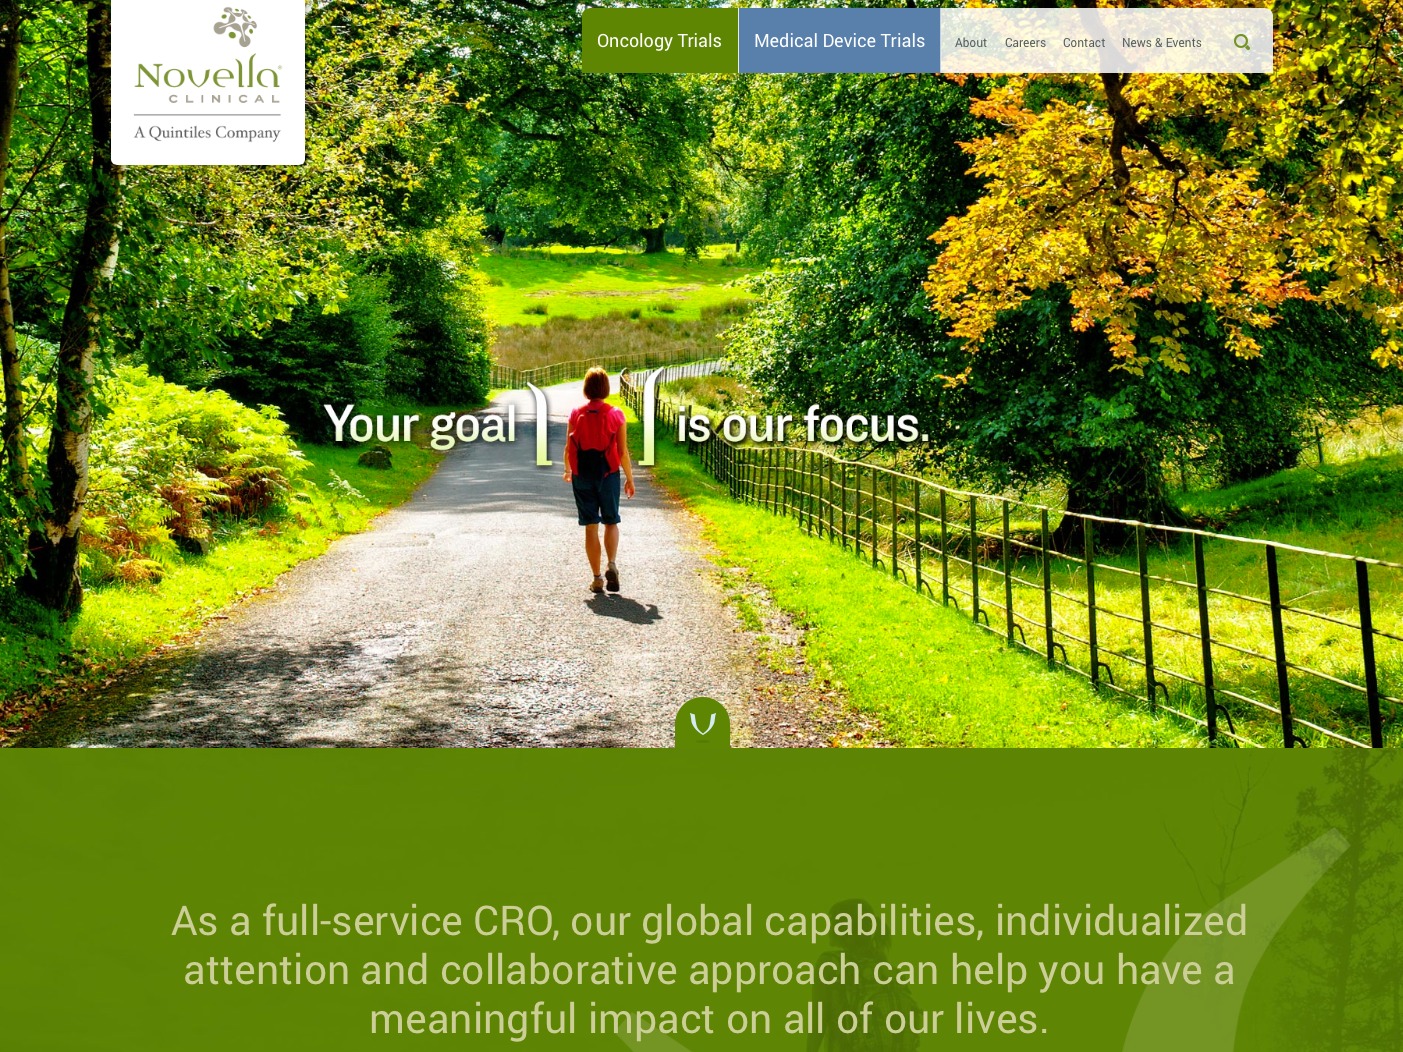 Novella
CLINICAL
A Quintiles Company
Oncology Trials
Medical Device Trials
About
Careers
Contact
News & Events
Your goal is our focus.
As a full-service CRO, our global capabilities, individualized
attention and collaborative approach can help you have a
meaningful impact on all of our lives.